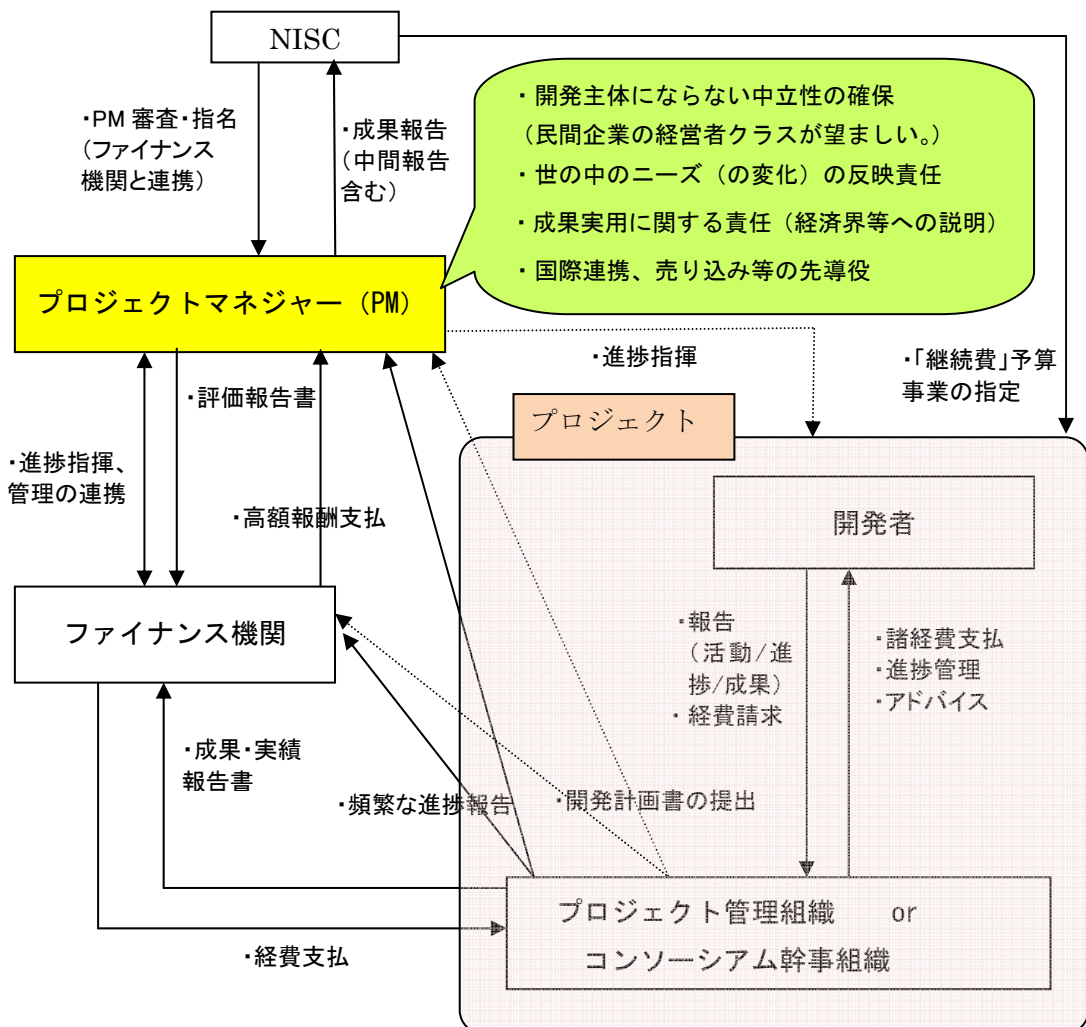 NISC
・PM 審査・指名
（ファイナンス
機関と連携）
・成果報告
（中間報告
含む）
・開発主体にならない中立性の確保
（民間企業の経営者クラスが望ましい。）
・世の中のニーズ（の変化）の反映責任
・成果実用に関する責任（経済界等への説明）
・国際連携、売り込み等の先導役
プロジェクトマネジャー（PM）
・進捗指揮
・「継続費」予算
事業の指定
・評価報告書
プロジェクト
・進捗指揮、
管理の連携
・高額報酬支払
開発者
ファイナンス機関
・報告
（活動/進
捗/成果）
・経費請求
・諸経費支払
・進捗管理
・アドバイス
・成果・実績
報告書
・頻繁な進捗報告
・開発計画書の提出
プロジェクト管理組織 or
コンソーシアム幹事組織
・経費支払